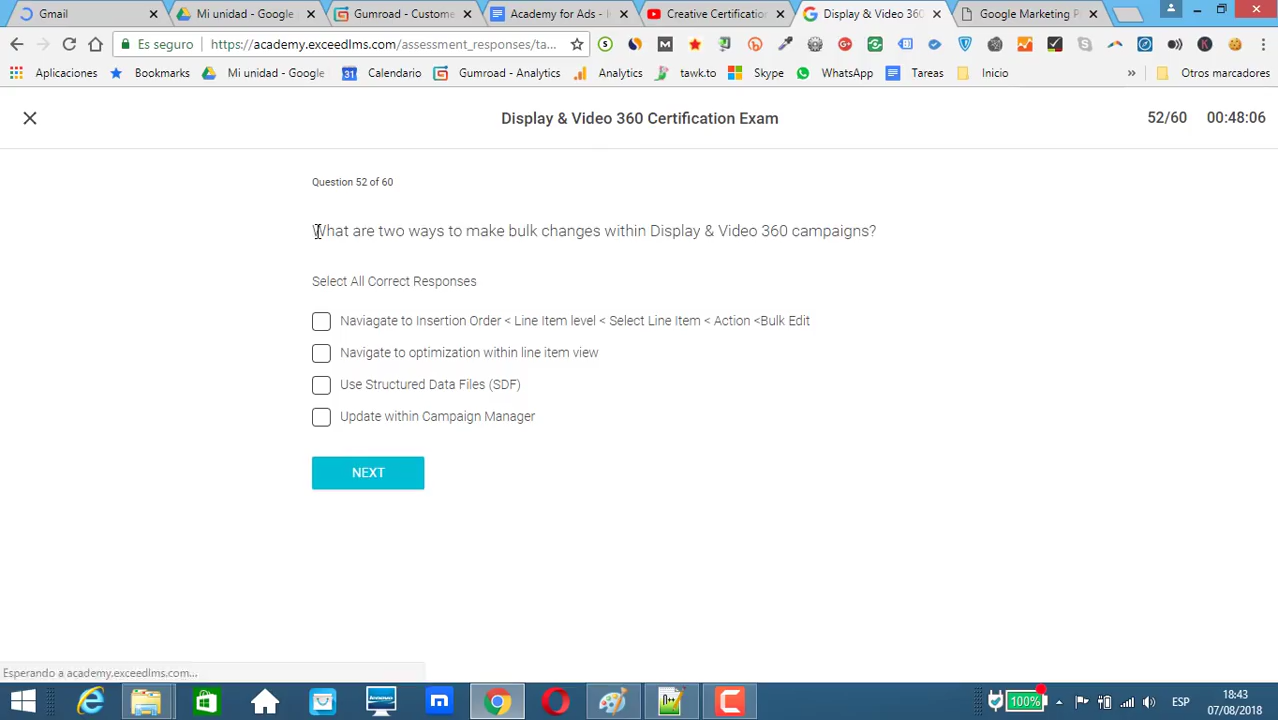 Gmail
Mi unidad - Google
Gumroad - Custome
Academy for Ads - I
Creative Certification
Display & Video 360
Google Marketing P
Es seguro
https://academy.exceedlms.com/assessment_responses/ta...
Aplicaciones
Bookmark
Mi unidad - Google
31
Calendario
Gumroad - Analytics
Analytics
tawk.to
Skype
WhatsApp
Tareas
Inicio
»
Otros marcadores
Display & Video 360 Certification Exam
52/60
00:48:06
Question 52 of 60
What are two ways to make bulk changes within Display & Video 360 campaigns?
Select All Correct Responses
Naviagate to Insertion Order < Line Item level < Select Line Item < Action <Bulk Edit
Navigate to optimization within line item view
Use Structured Data Files (SDF)
Update within Campaign Manager
NEXT
Esperando a academy.exceedlms.com...
100%
ESP
18:43
07/08/2018